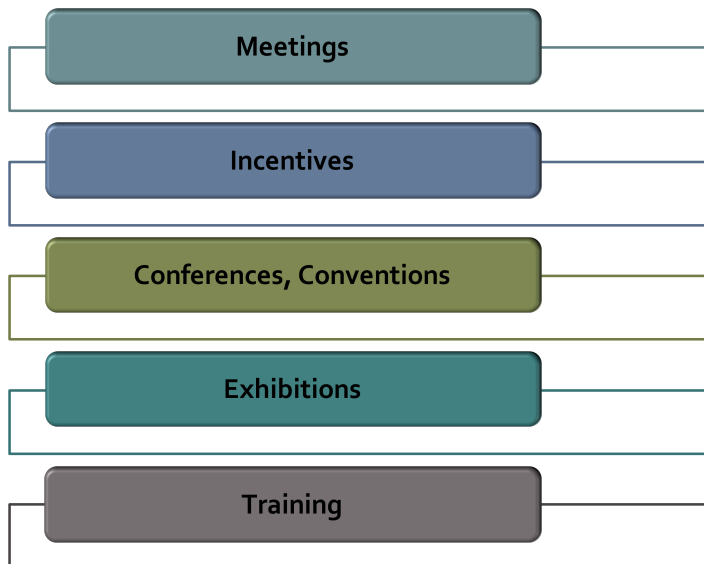 Meetings
Incentives
Conferences, Conventions
Exhibitions
Training